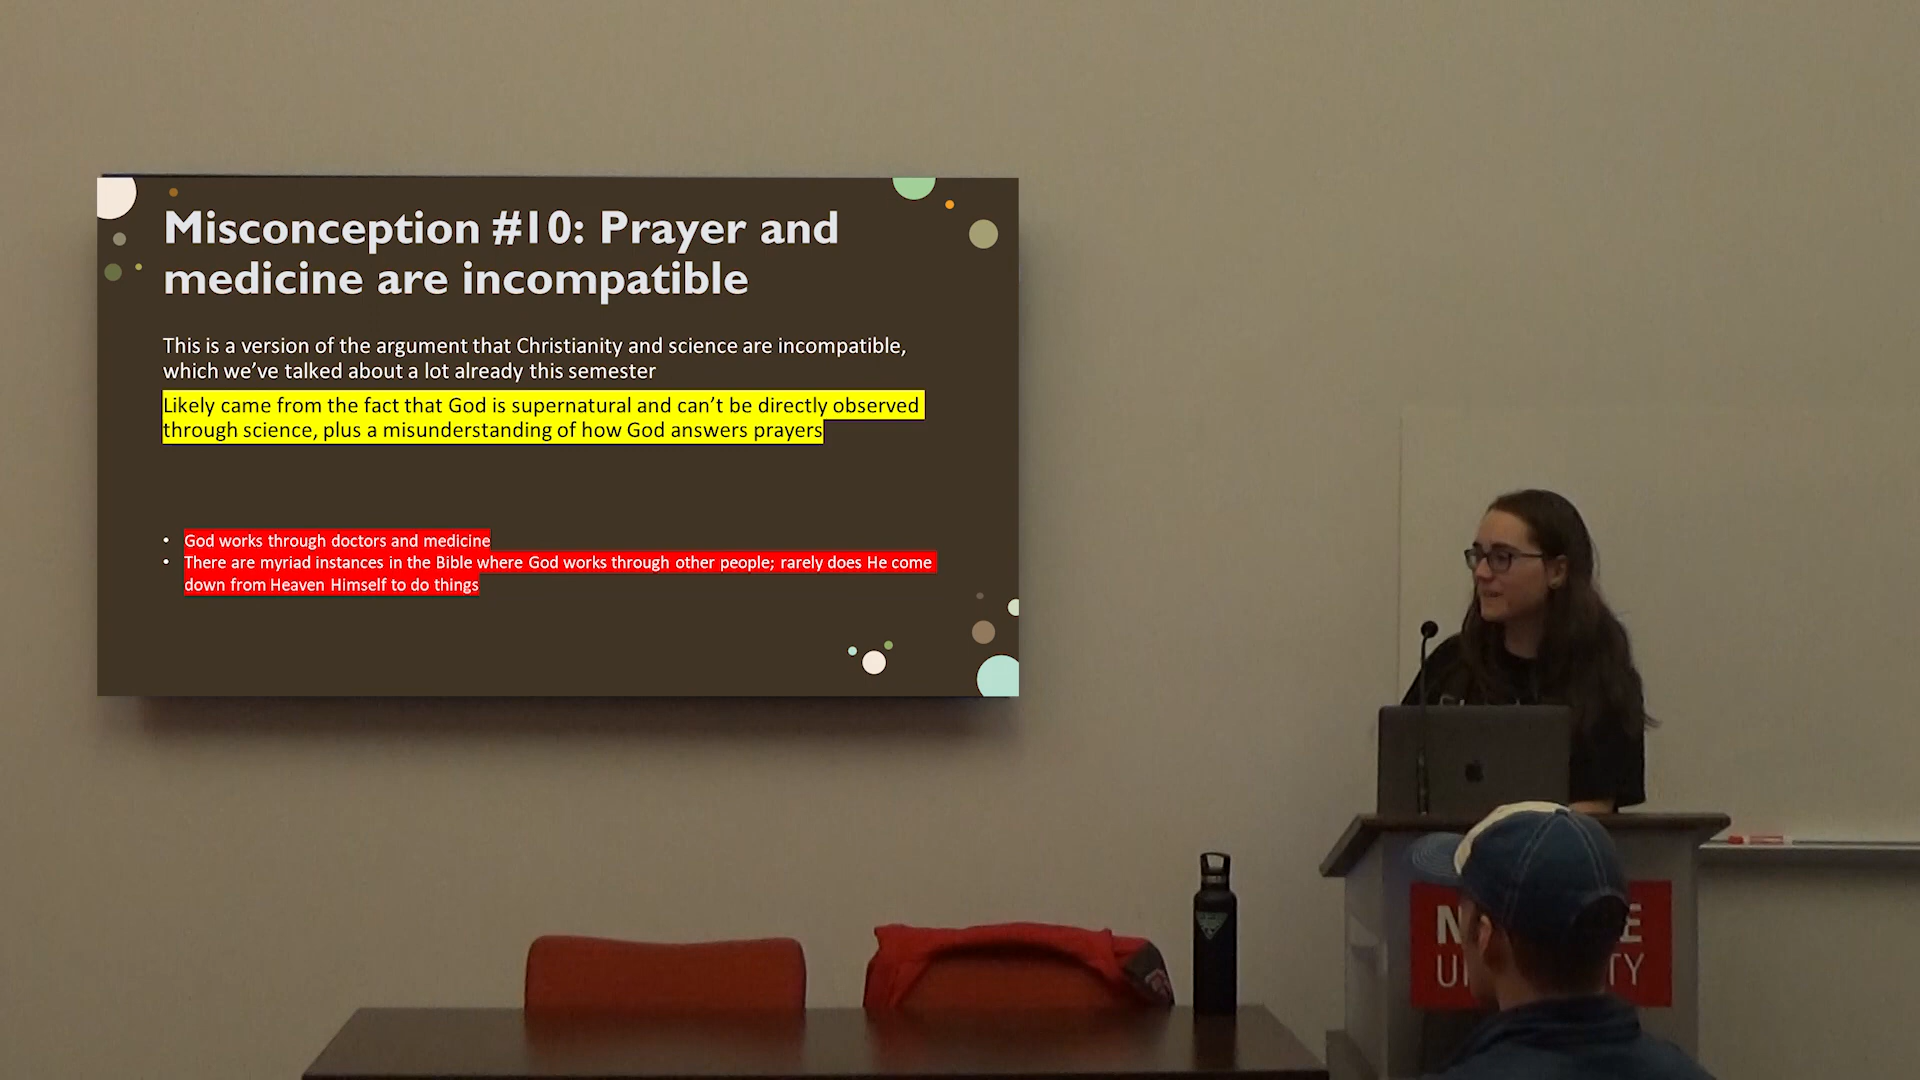 Misconception #10: Prayer and
medicine are incompatible
This is a version of the argument that Christianity and science are incompatible,
which we’ve talked about a lot already this semester
Likely came from the fact that God is supernatural and can’t be directly observed
through science, plus a misunderstanding of how God answers prayers
• God works through doctors and medicine
• There are myriad instances in the Bible where God works through other people; rarely does He come
down from Heaven Himself to do things